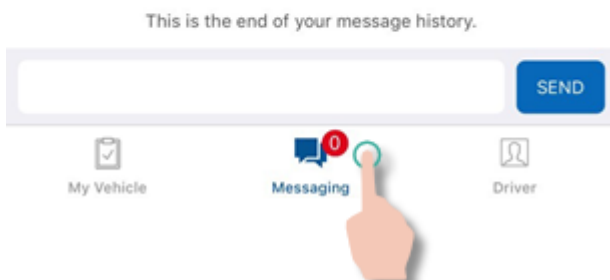 This is the end of your message history.
SEND
0
My Vehicle
Messaging
Driver